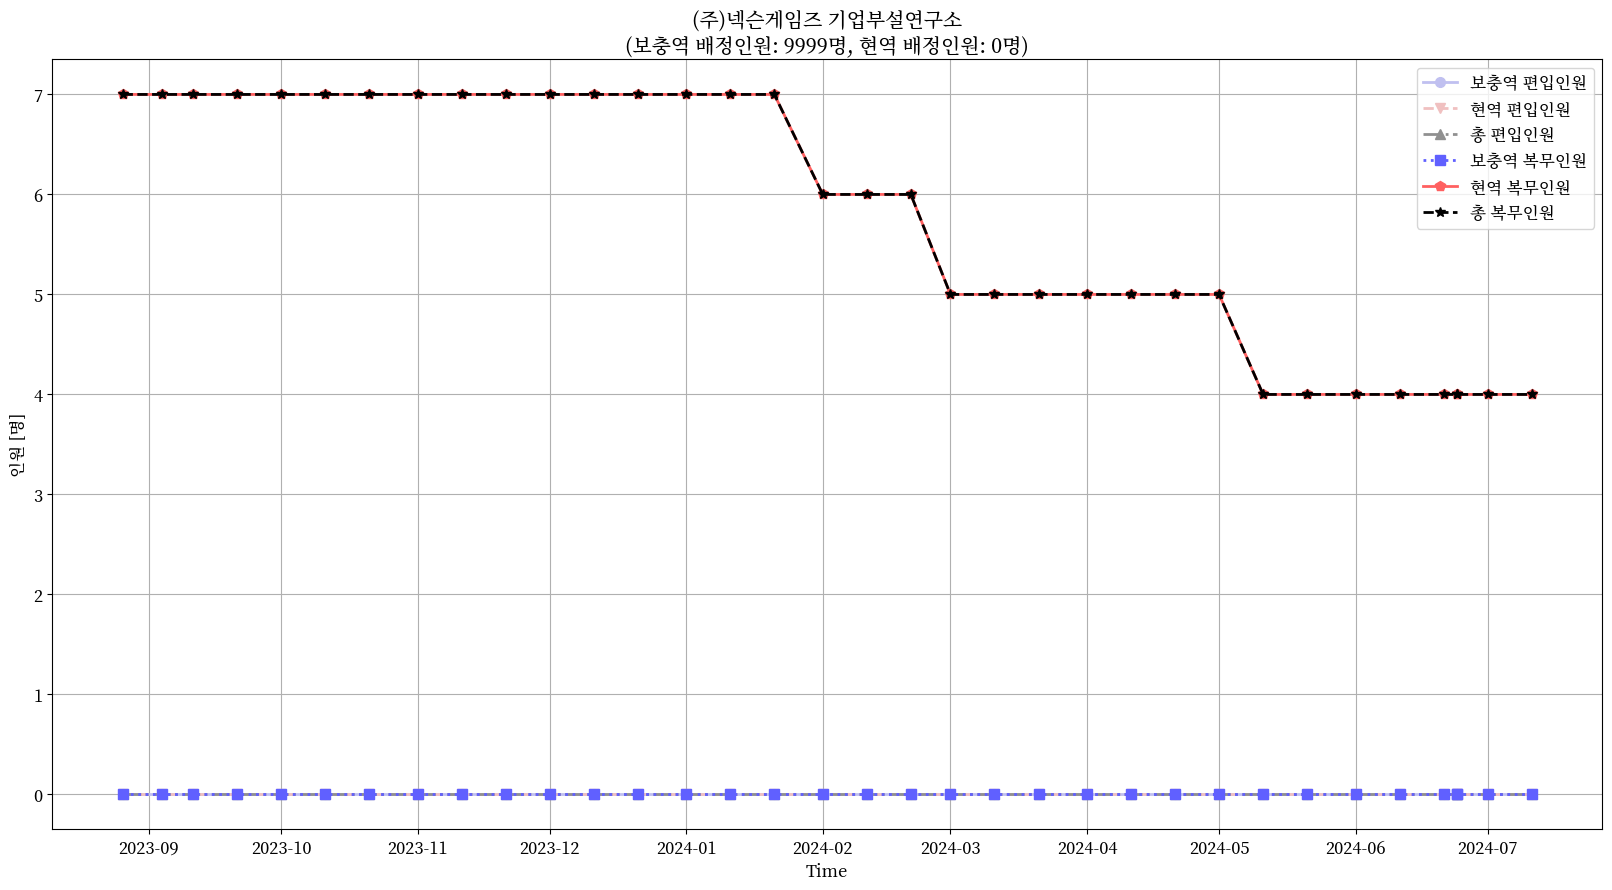 (주)넥슨게임즈 기업부설연구소
(보충역 배정인원: 9999명, 현역 배정인원: 0명)
보충역 편입인원
현역 편입인원
총 편입인원
보충역 복무인원
현역 복무인원
총 복무인원
7
6
5
4
3
2
1
0
인원 [명]
2023-09 2023-10 2023-11 2023-12 2024-01 2024-02 2024-03 2024-04 2024-05 2024-06 2024-07
Time